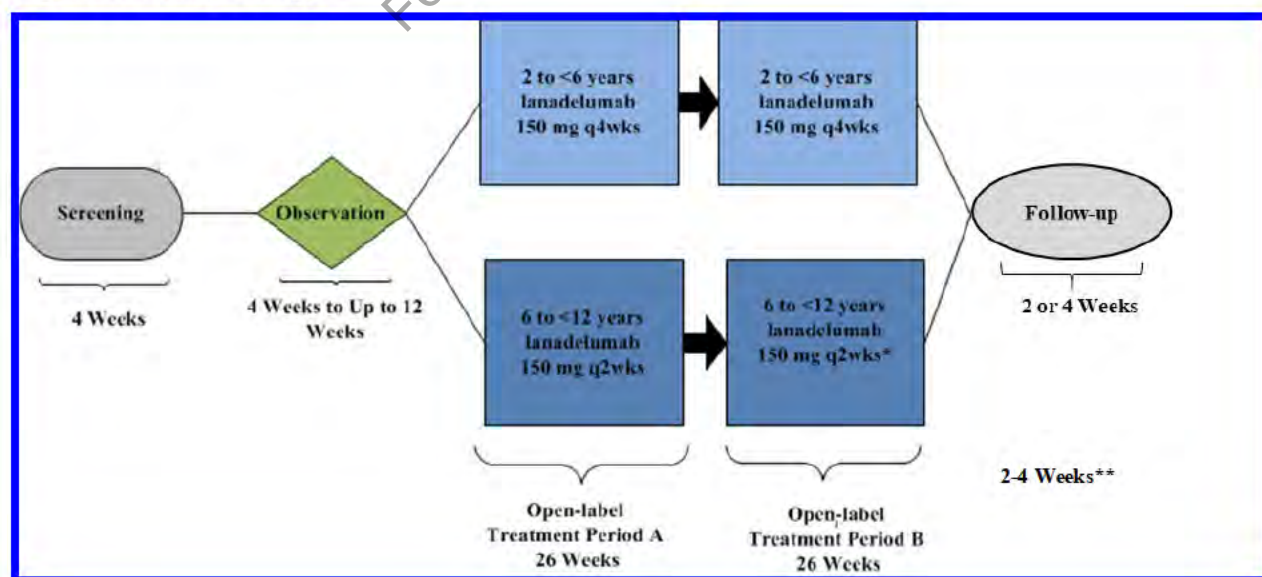 Fo
2 to <6 years
lanadelumab
150 mg q4wks
2 to <6 years
lanadelumab
150 mg q4wks
Screening
Observation
Follow-up
4 Weeks
4 Weeks to Up to 12
Weeks
6 to <12 years
lanadelumab
150 mg q2wks
6 to <12 years
lanadelumab
150 mg q2wks*
2 or 4 Weeks
2-4 Weeks**
Open-label
Treatment Period A
26 Weeks
Open-label
Treatment Period B
26 Weeks